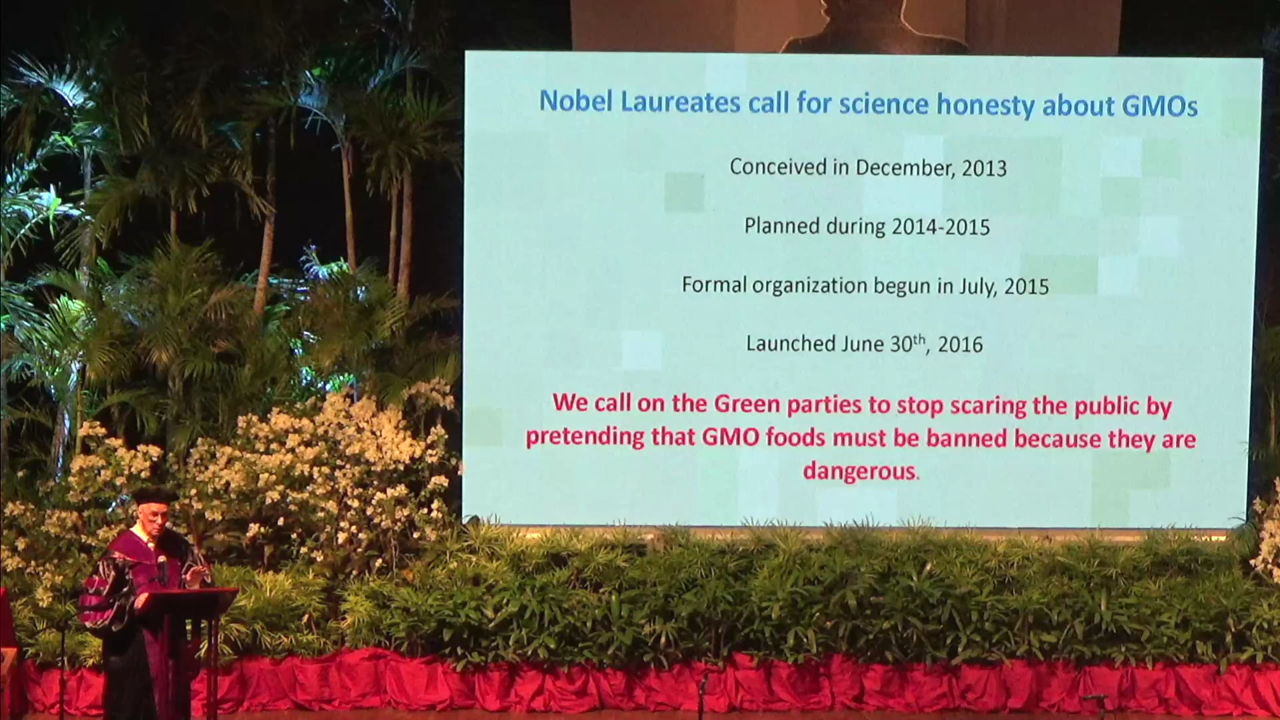 Nobel Laureates call for science honesty about GMOs
Conceived in December, 2013
Planned during 2014-2015
Formal organization begun in July, 2015
Launched June 30th, 2016
We call on the Green parties to stop scaring the public by
pretending that GMO foods must be banned because they are
dangerous.